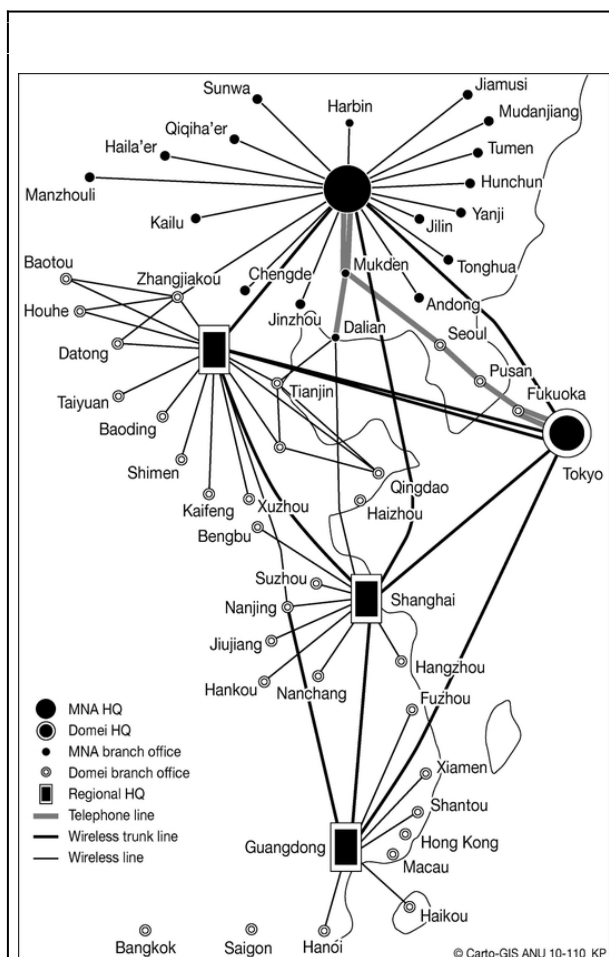 Sunwa
Jiamusi
Harbin
Mudanjiang
Qiqiha'er
Haila'er
Tumen
Manzhouli
Hunchun
Kailu
Yanji
Jilin
Baotou
Zhangjiakou
Chengde
Mukden
Tonghua
Houhe
Andong
Jinzhou
Dalian
Seoul
Datong
Pusan
Taiyuan
Tianjin
Fukuoka
Baoding
Tokyo
Shimen
Qingdao
Kaifeng
Xuzhou
Haizhou
Bengbu
Suzhou
Nanjing
Shanghai
Jiujiang
Hangzhou
Hankou
Nanchang
Fuzhou
MNA HQ
Domei HQ
MNA branch office
Domei branch office
Regional HQ
Telephone line
Wireless trunk line
Wireless line
Xiamen
Shantou
Guangdong
Hong Kong
Macau
Haikou
Bangkok
Saigon
Hanoi
© Carto-GIS ANU 10-110 KP